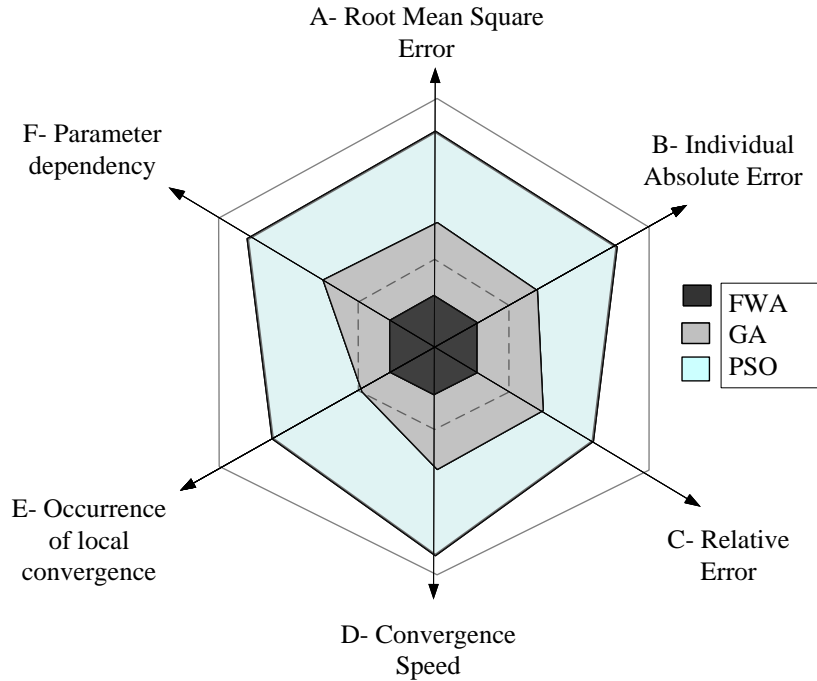 A- Root Mean Square
Error
F- Parameter
dependency
B- Individual
Absolute Error
FWA
GA
PSO
E- Occurrence
of local
convergence
C- Relative
Error
D- Convergence
Speed